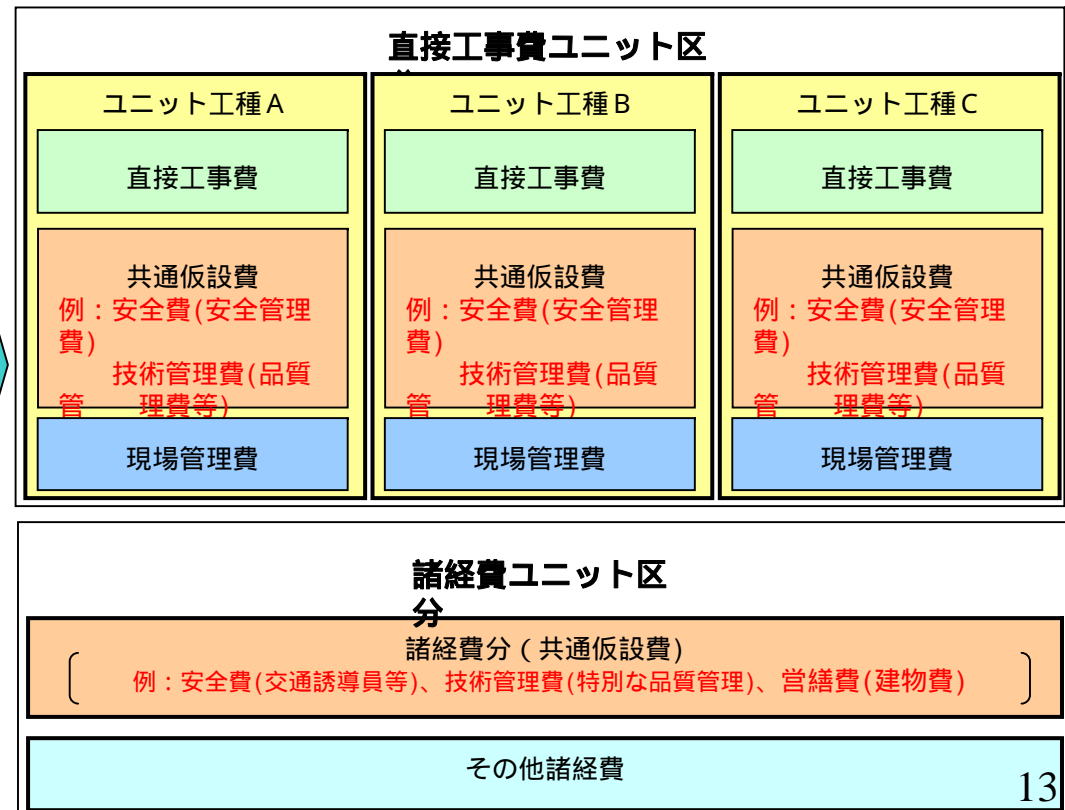 直接工事費ユニット区
ユニット工種A
直接工事費
共通仮設費
例：安全費(安全管理
費)
技術管理費(品質
管　　理費等)
現場管理費
ユニット工種B
直接工事費
共通仮設費
例：安全費(安全管理
費)
技術管理費(品質
管　　理費等)
現場管理費
ユニット工種C
直接工事費
共通仮設費
例：安全費(安全管理
費)
技術管理費(品質
管　　理費等)
現場管理費
諸経費ユニット区
分
諸経費分（共通仮設費)
例：安全費(交通誘導員等)、技術管理費(特別な品質管理)、営繕費(建物費)
その他諸経費
13